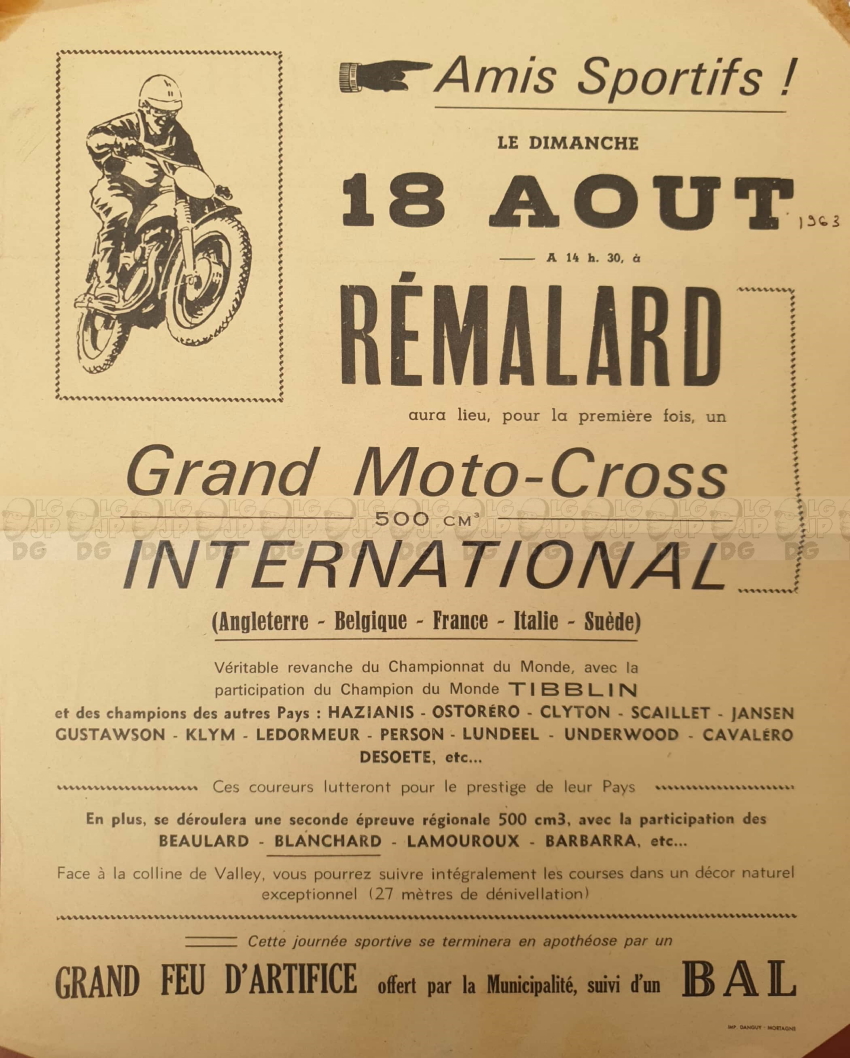 Amis Sportifs !
LE DIMANCHE
18 AOUT 1963
A 14 h. 30, à
RÉMALARD
aura lieu, pour la première fois, un
Grand Moto-Cross
500 CM³
INTERNATIONAL
(Angleterre - Belgique - France - Italie - Suède)
Véritable revanche du Championnat du Monde, avec la
participation du Champion du Monde TIBBLIN
et des champions des autres Pays : HAZIANIS - OSTORÉRO - CLYTON - SCAILLET - JANSEN
GUSTAWSON - KLYM - LEDORMEUR - PERSON - LUNDEEL - UNDERWOOD - CAVALÉRO
DESOETE, etc...
Ces coureurs lutteront pour le prestige de leur Pays
En plus, se déroulera une seconde épreuve régionale 500 cm3, avec la participation des
BEAULARD - BLANCHARD - LAMOUROUX - BARBARRA, etc...
Face à la colline de Valley, vous pourrez suivre intégralement les courses dans un décor naturel
exceptionnel (27 mètres de dénivellation)
Cette journée sportive se terminera en apothéose par un
GRAND FEU D'ARTIFICE offert par la Municipalité, suivi d'un BAL
IMP. DANGUY - MORTAGNE